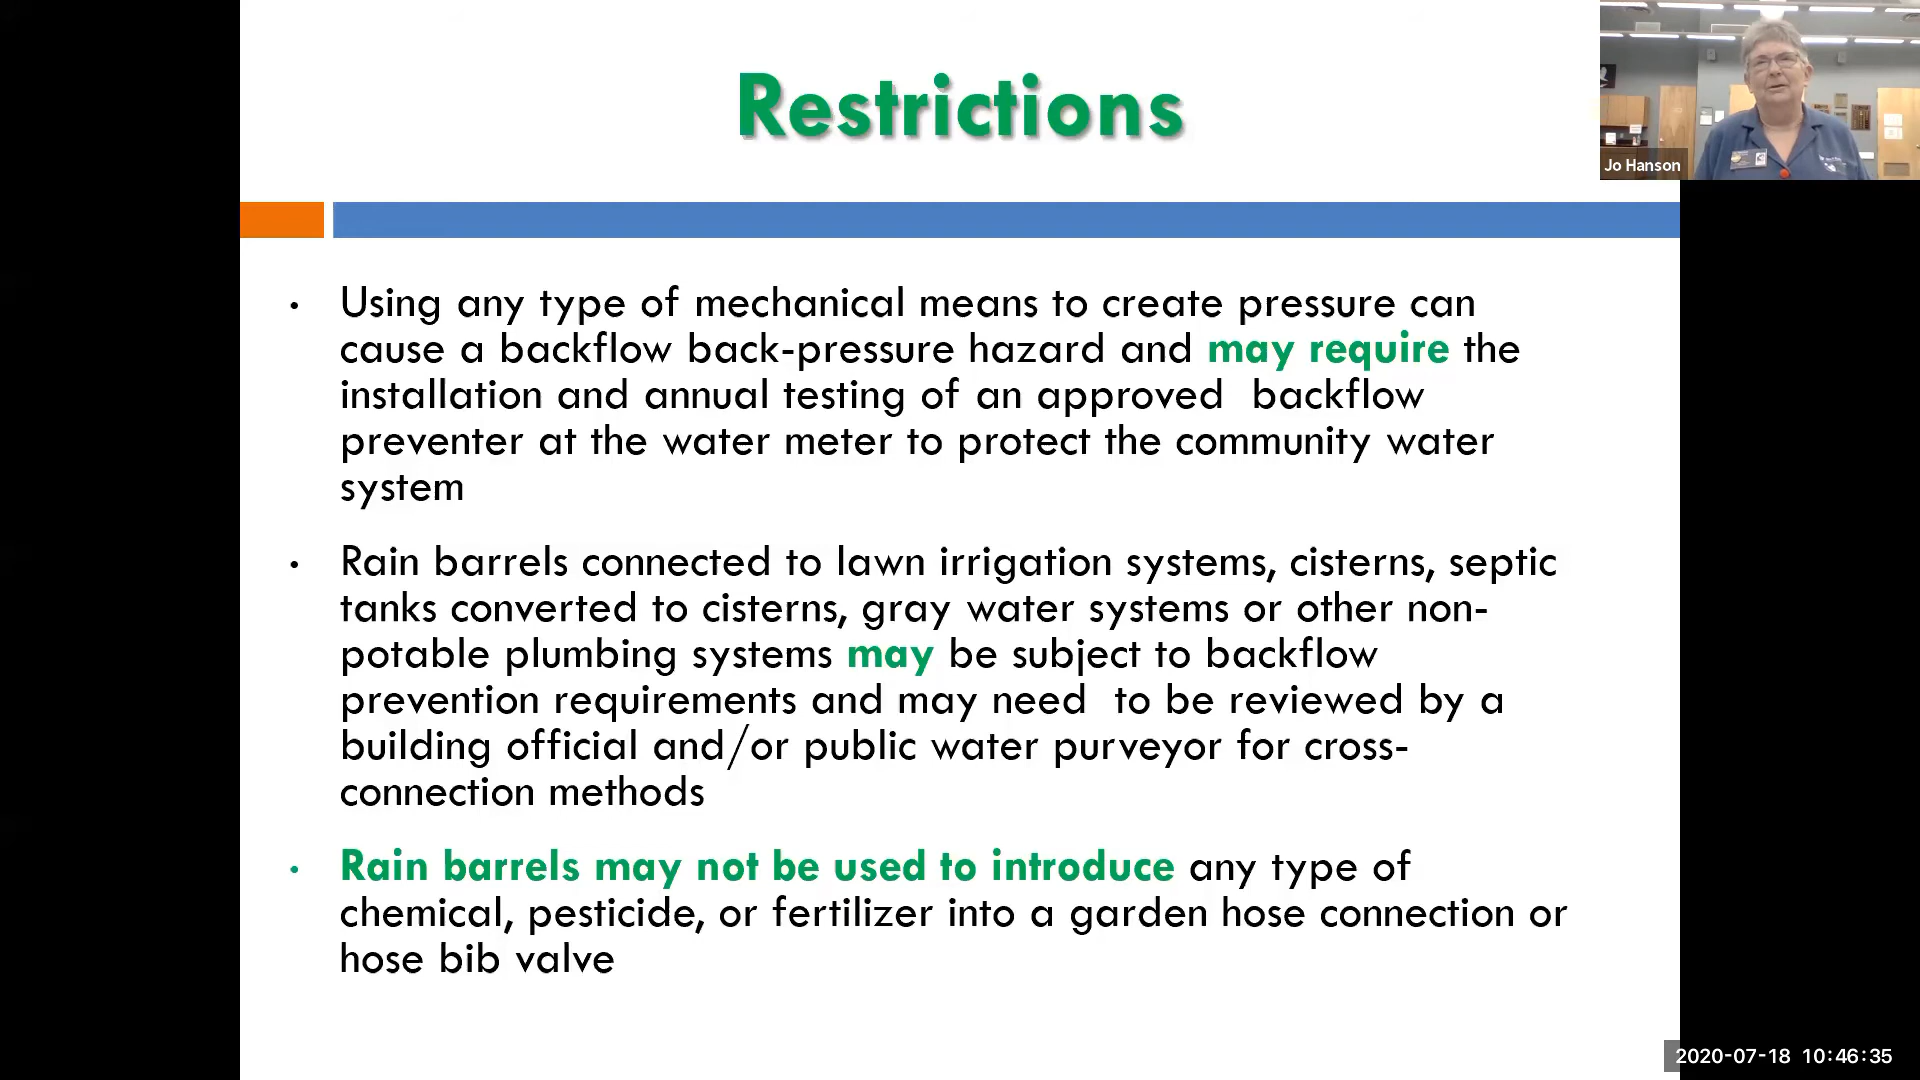 Restrictions
Jo Hanson
• Using any type of mechanical means to create pressure can
cause a backflow back-pressure hazard and may require the
installation and annual testing of an approved  backflow
preventer at the water meter to protect the community water
system
• Rain barrels connected to lawn irrigation systems, cisterns, septic
tanks converted to cisterns, gray water systems or other non-
potable plumbing systems may be subject to backflow
prevention requirements and may need  to be reviewed by a
building official and/or public water purveyor for cross-
connection methods
• Rain barrels may not be used to introduce any type of
chemical, pesticide, or fertilizer into a garden hose connection or
hose bib valve
2020-07-18 10:46:35